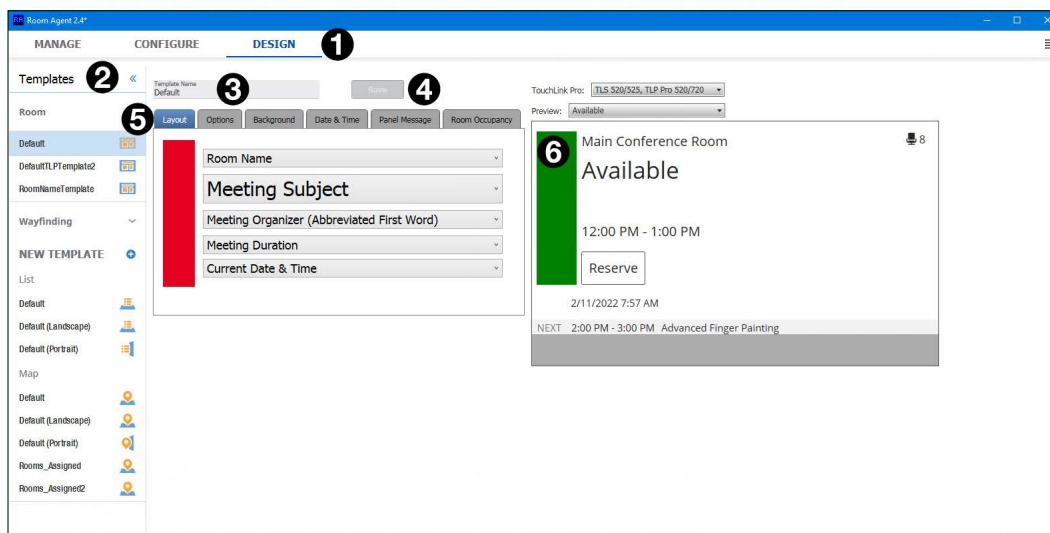 RA Room Agent 2.4*
MANAGE CONFIGURE DESIGN 1
Templates 2 «
Room
Default
DefaultTLPTemplate2
RoomNameTemplate
Wayfinding
NEW TEMPLATE
List
Default
Default (Landscape)
Default (Portrait)
Map
Default
Default (Landscape)
Default (Portrait)
Rooms_Assigned
Rooms_Assigned2
Template Name
Default
3
Save
4
5
Layout Options Background Date & Time Panel Message Room Occupancy
Room Name
Meeting Subject
Meeting Organizer (Abbreviated First Word)
Meeting Duration
Current Date & Time
TouchLink Pro: TLS 520/525, TLP Pro 520/720
Preview: Available
6
Main Conference Room 8
Available
12:00 PM - 1:00 PM
Reserve
2/11/2022 7:57 AM
NEXT 2:00 PM - 3:00 PM Advanced Finger Painting